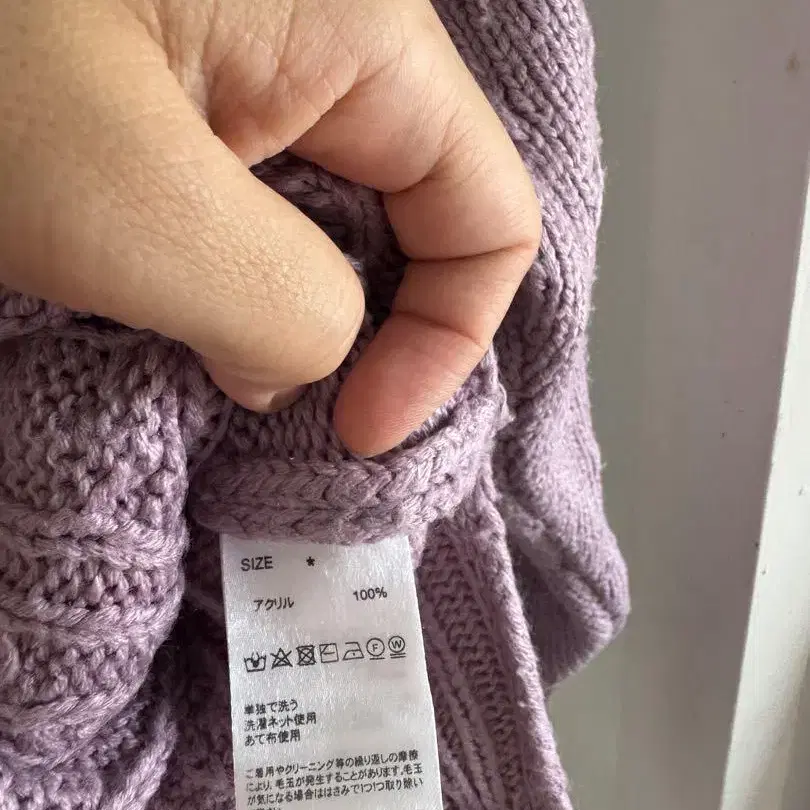 SIZE *
アクリル 100%
F W
単独で洗う
洗濯ネット使用
あて布使用
ご着用やクリーニング等の繰り返しの摩擦
により、毛玉が発生することがあります。毛玉
が気になる場合ははさみで1つ1つ取り除い